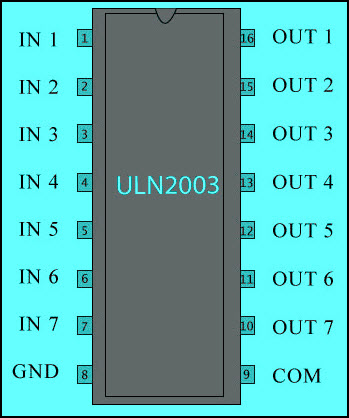 IN 1 1 16 OUT 1
IN 2 2 15 OUT 2
IN 3 3 14 OUT 3
IN 4 4 ULN2003 13 OUT 4
IN 5 5 12 OUT 5
IN 6 6 11 OUT 6
IN 7 7 10 OUT 7
GND 8 9 COM